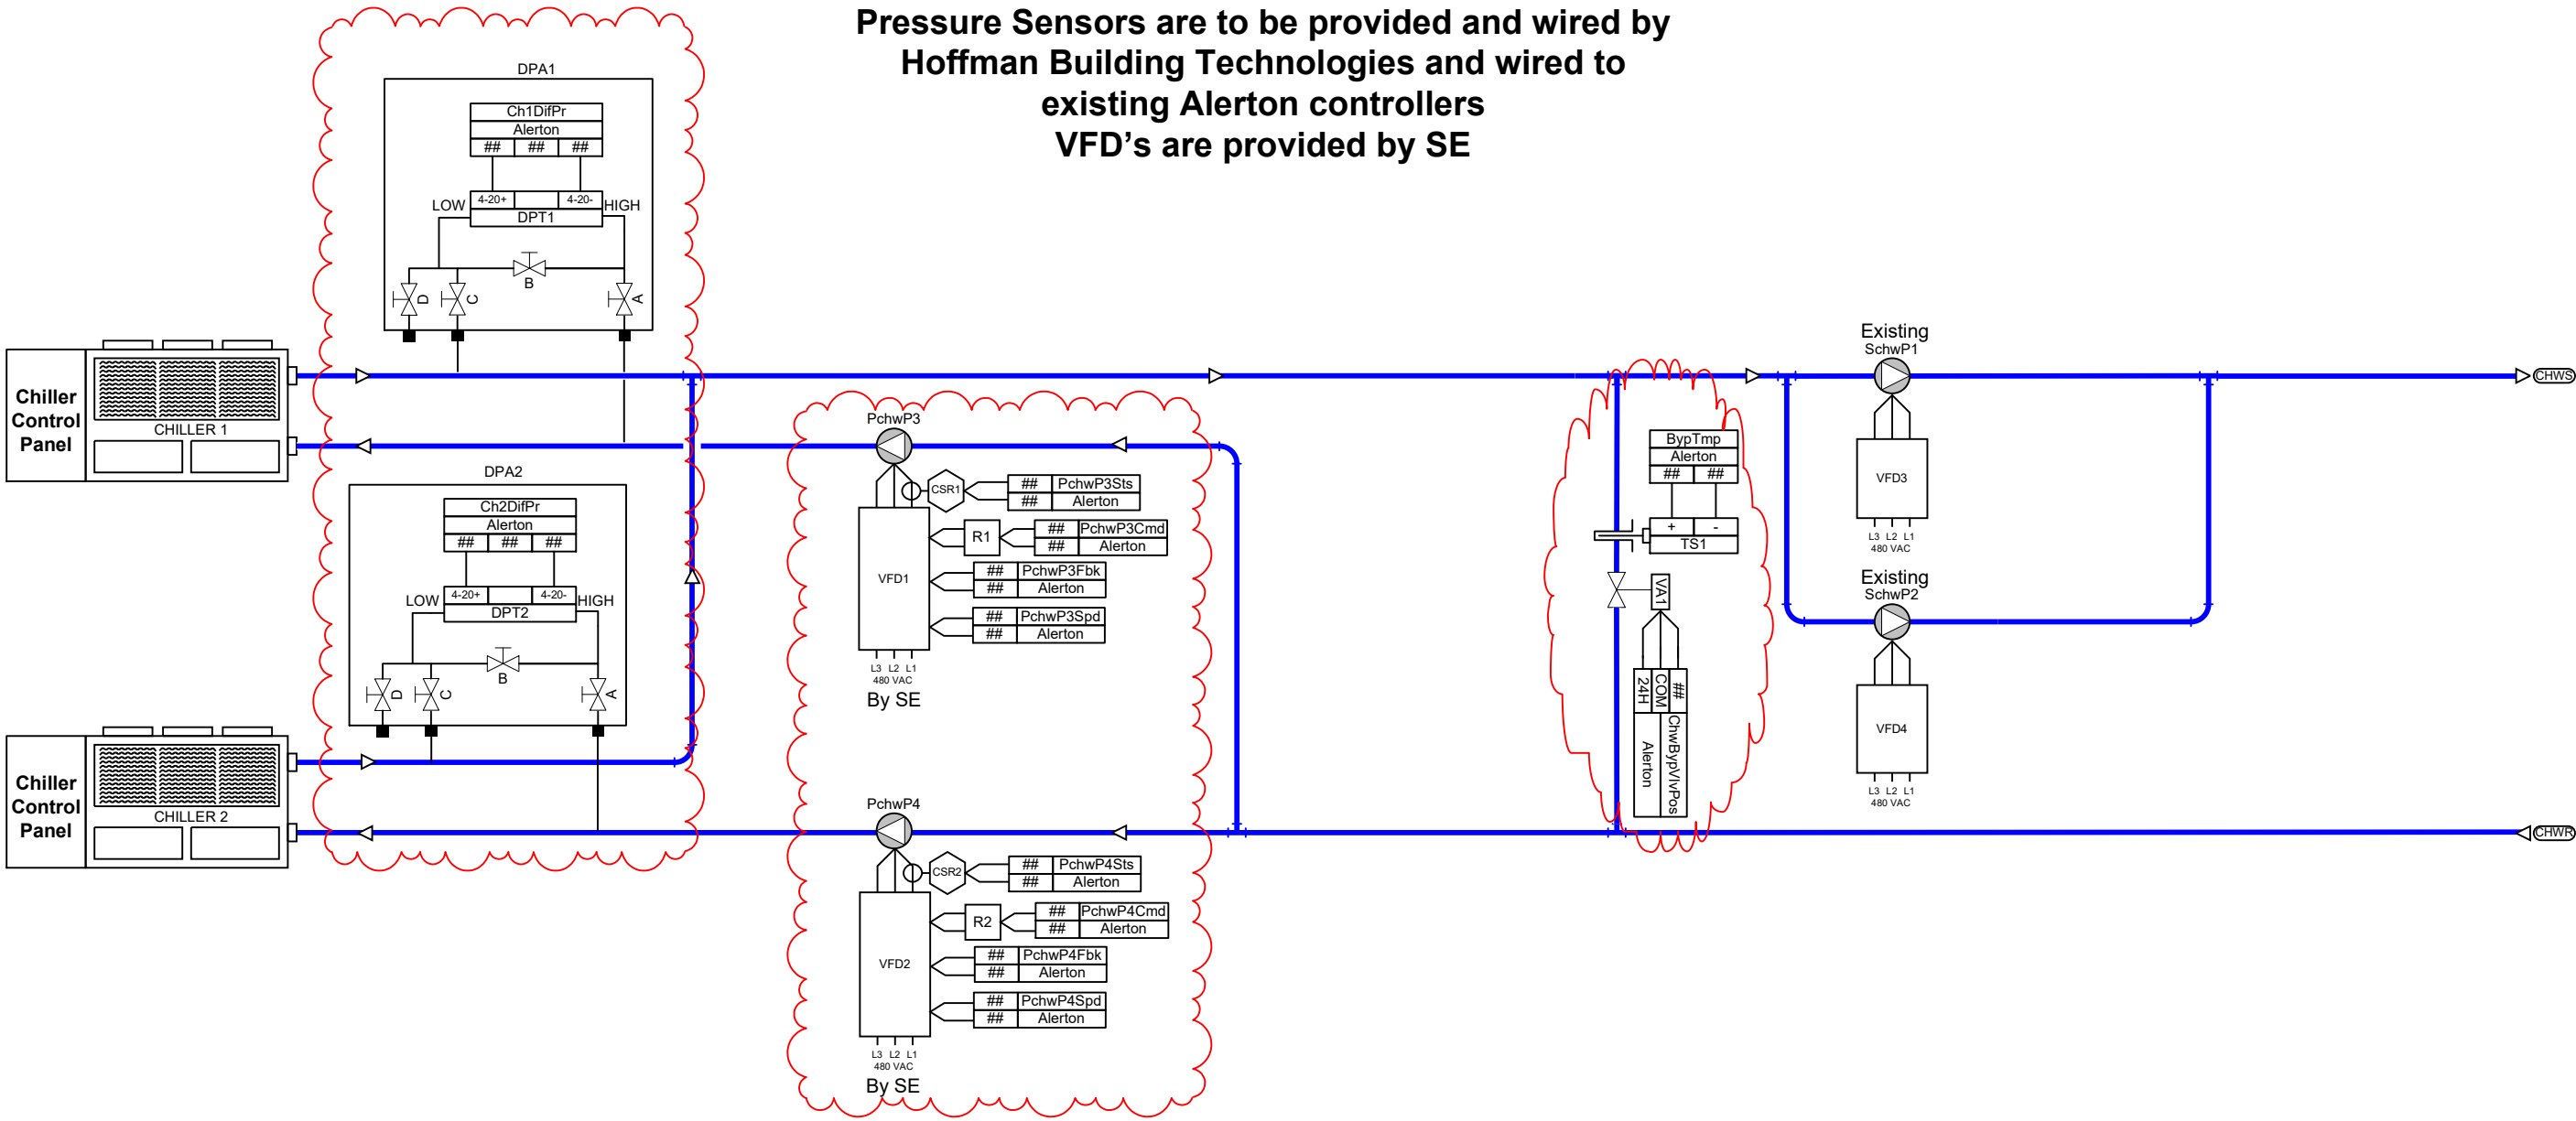 Pressure Sensors are to be provided and wired by
Hoffman Building Technologies and wired to
existing Alerton controllers
VFD’s are provided by SE
DPA1
Ch1DifPr
Alerton
## ## ##
LOW 4-20+ 4-20- HIGH
DPT1
B
D C A
Chiller
Control
Panel
CHILLER 1
DPA2
Ch2DifPr
Alerton
## ## ##
LOW 4-20+ 4-20- HIGH
DPT2
B
D C A
Chiller
Control
Panel
CHILLER 2
PchwP3
CSR1 ## PchwP3Sts
## Alerton
R1 ## PchwP3Cmd
## Alerton
VFD1
## PchwP3Fbk
## Alerton
## PchwP3Spd
## Alerton
L3 L2 L1
480 VAC
By SE
PchwP4
CSR2 ## PchwP4Sts
## Alerton
R2 ## PchwP4Cmd
## Alerton
VFD2
## PchwP4Fbk
## Alerton
## PchwP4Spd
## Alerton
L3 L2 L1
480 VAC
By SE
BypTmp
Alerton
## ##
+ -
TS1
VA1
24H COM ##
Alerton
ChwBypVlvPos
Existing
SchwP1
VFD3
L3 L2 L1
480 VAC
Existing
SchwP2
VFD4
L3 L2 L1
480 VAC
CHWS
CHWR